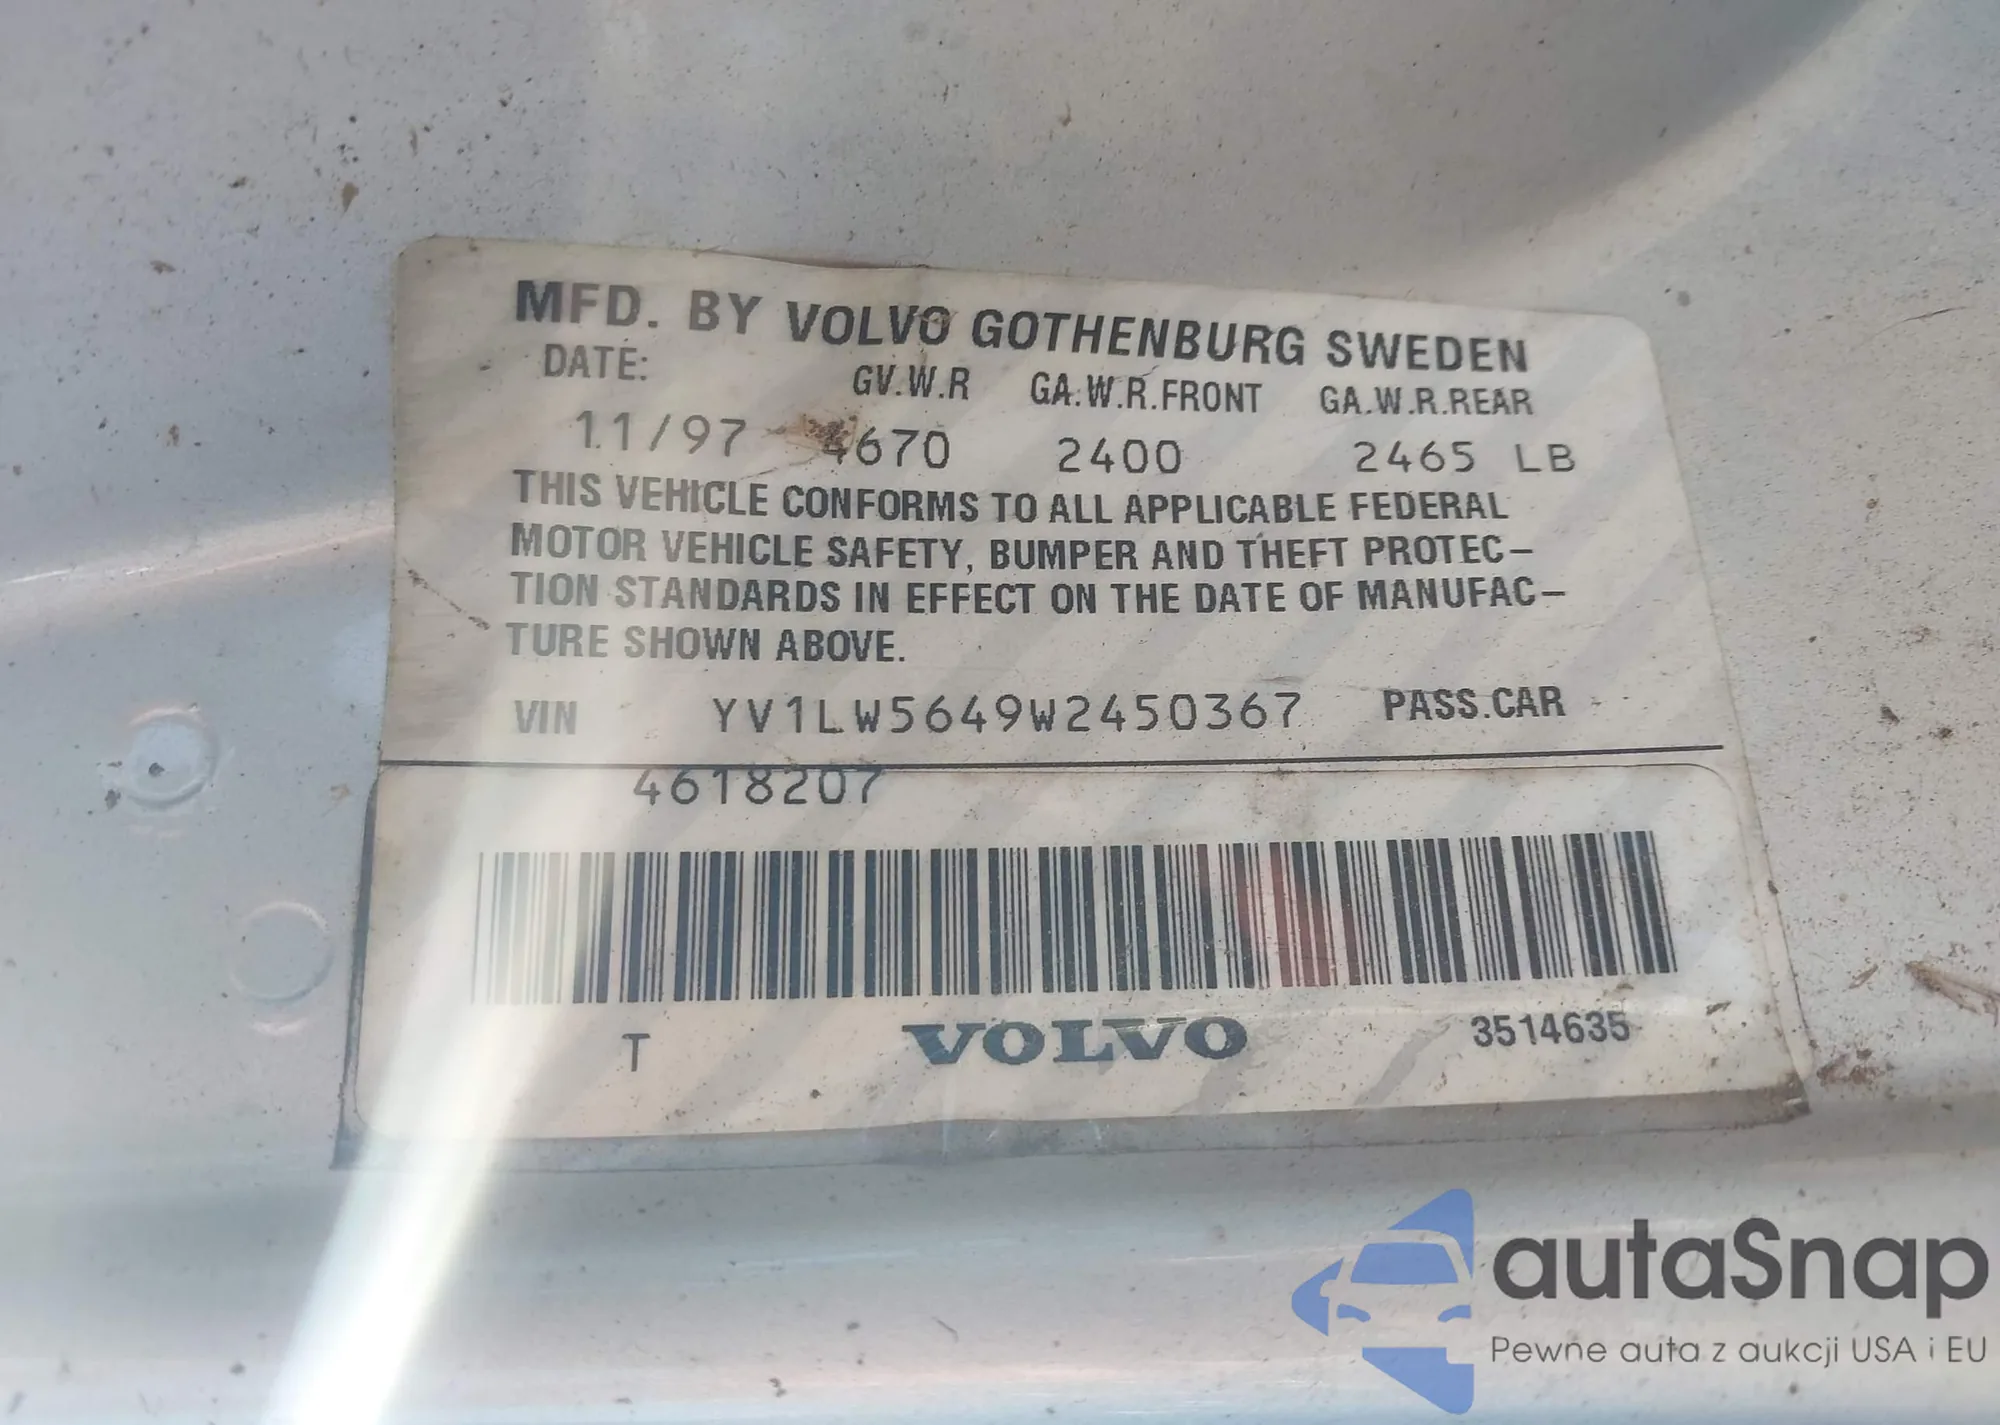 MFD. BY VOLVO GOTHENBURG SWEDEN
DATE: GV.W.R GA.W.R.FRONT GA.W.R.REAR
11/97 4670 2400 2465 LB
THIS VEHICLE CONFORMS TO ALL APPLICABLE FEDERAL
MOTOR VEHICLE SAFETY, BUMPER AND THEFT PROTEC-
TION STANDARDS IN EFFECT ON THE DATE OF MANUFAC-
TURE SHOWN ABOVE.
VIN YV1LW5649W2450367 PASS.CAR
4618207
T VOLVO 3514635
autaSnap
Pewne auta z aukcji USA i EU